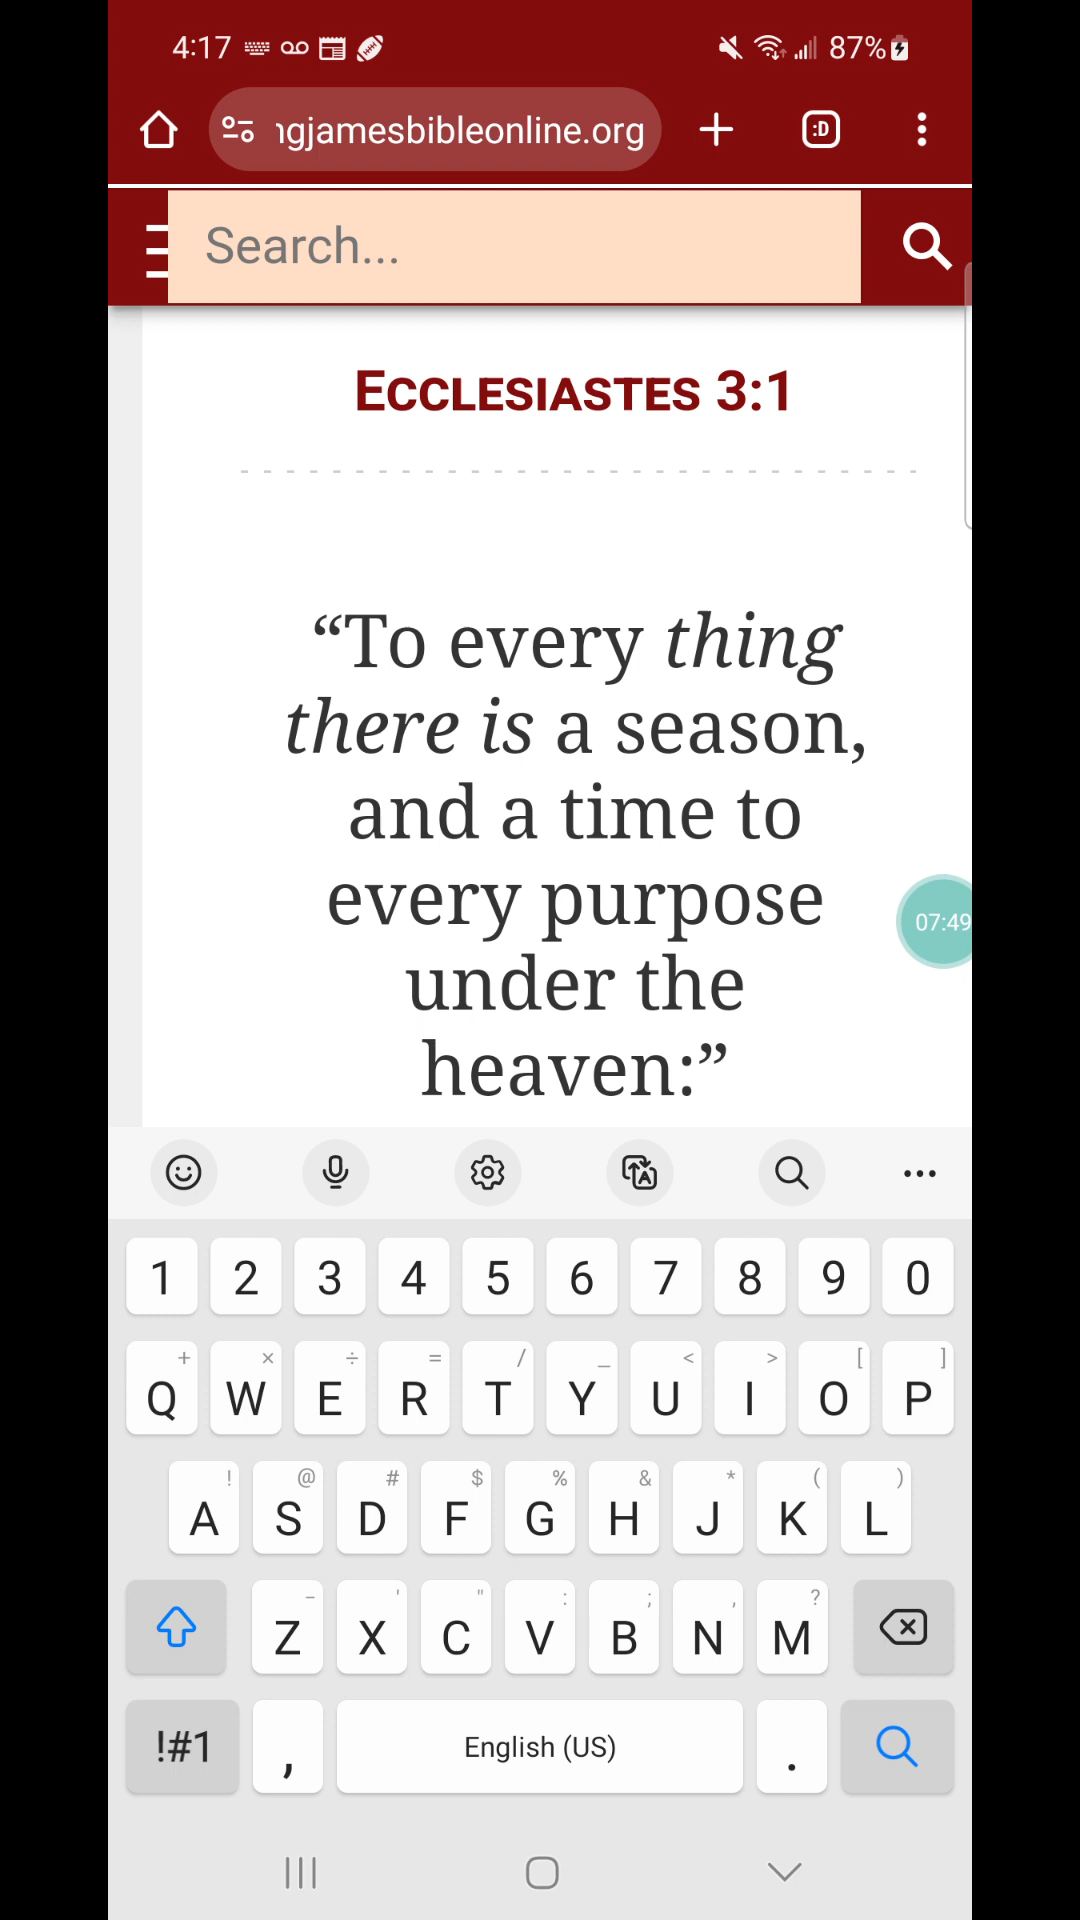 4:17 87%
ngjamesbibleonline.org :D
Search...
ECCLESIASTES 3:1
“To every thing
there is a season,
and a time to
every purpose
under the
heaven:”
07:49
1 2 3 4 5 6 7 8 9 0
+ × ÷ = / _ < > [ ]
Q W E R T Y U I O P
! @ # $ % & * ( )
A S D F G H J K L
- ' " : ; , ?
Z X C V B N M
!#1 , English (US) .